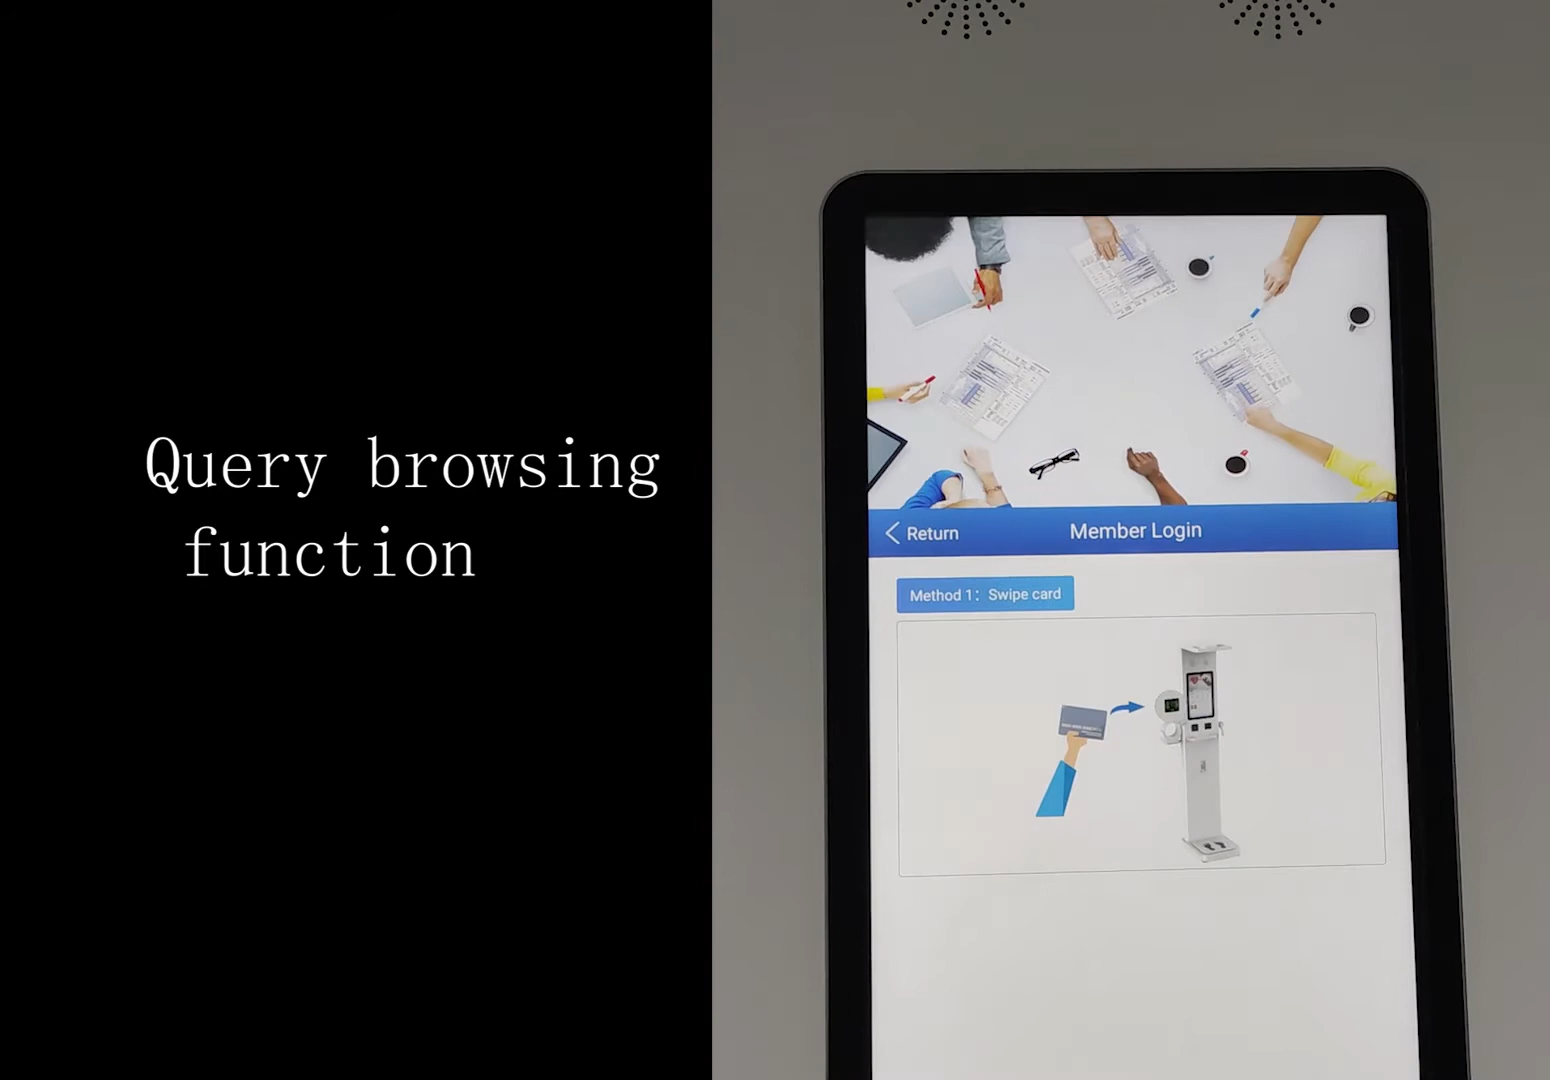 Query browsing
function
Return
Member Login
Method 1: Swipe card